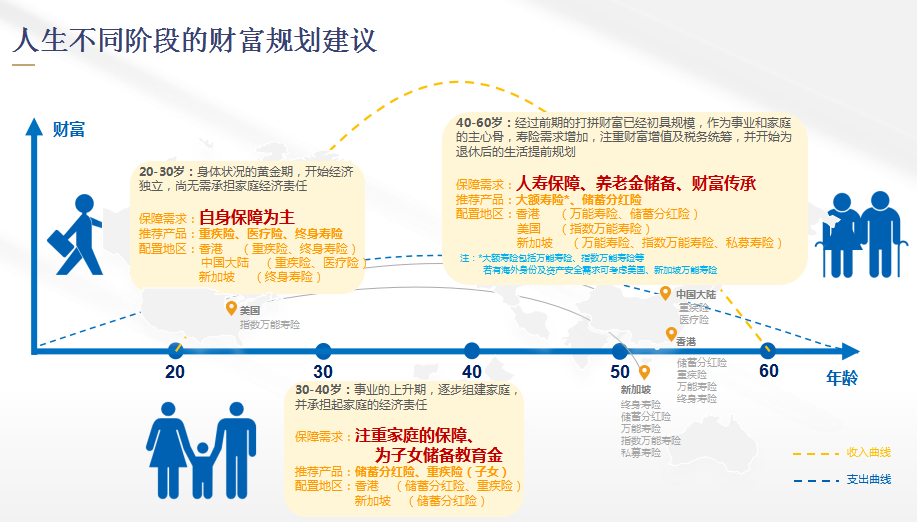 人生不同阶段的财富规划建议
财富
20-30岁：身体状况的黄金期，开始经济
独立，尚无需承担家庭经济责任
保障需求：自身保障为主
推荐产品：重疾险、医疗险、终身寿险
配置地区：香港 （重疾险、终身寿险）
中国大陆 （重疾险、医疗险）
新加坡 （终身寿险）
40-60岁：经过前期的打拼财富已经初具规模，作为事业和家庭
的主心骨，寿险需求增加，注重财富增值及税务统筹，并开始为
退休后的生活提前规划
保障需求：人寿保障、养老金储备、财富传承
推荐产品：大额寿险*、储蓄分红险
配置地区：香港 （万能寿险、储蓄分红险）
美国 （指数万能寿险）
新加坡 （万能寿险、指数万能寿险、私募寿险）
注：*大额寿险包括万能寿险、指数万能寿险等
若有海外身份及资产安全需求可考虑美国、新加坡万能寿险
美国
指数万能寿险
中国大陆
重疾险
医疗险
香港
储蓄分红险
重疾险
万能寿险
终身寿险
20
30
40
50
60
年龄
新加坡
终身寿险
储蓄分红险
万能寿险
指数万能寿险
私募寿险
30-40岁：事业的上升期，逐步组建家庭，
并承担起家庭的经济责任
保障需求：注重家庭的保障、
为子女储备教育金
推荐产品：储蓄分红险、重疾险（子女）
配置地区：香港 （储蓄分红险、重疾险）
新加坡 （储蓄分红险）
收入曲线
支出曲线